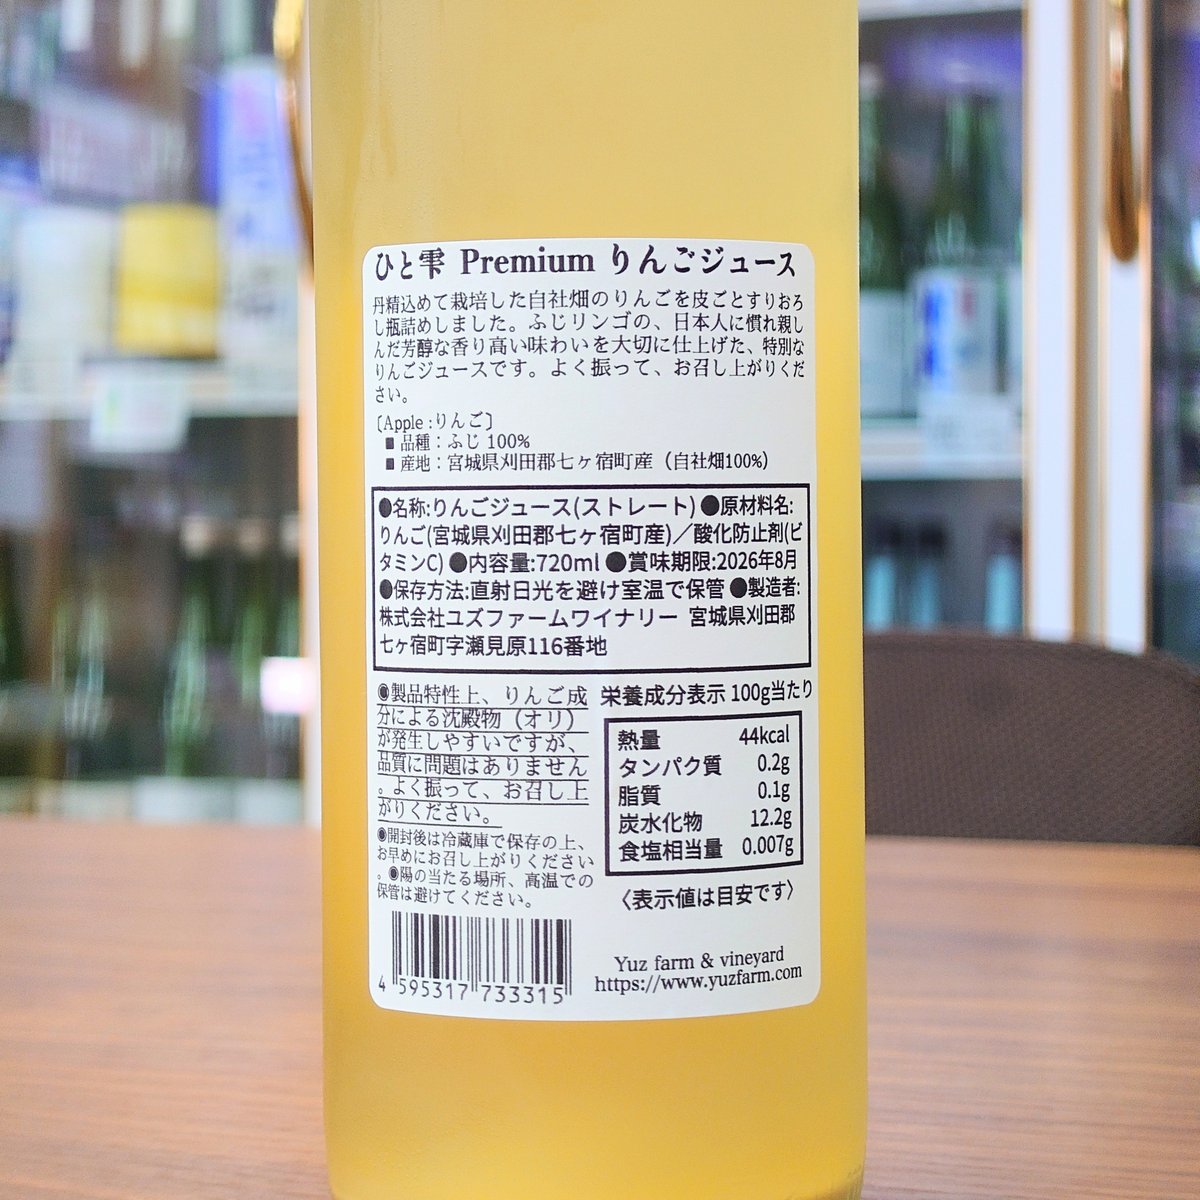 ひと雫 Premium りんごジュース
丹精込めて栽培した自社畑のりんごを皮ごとすりおろ
し瓶詰めしました。ふじリンゴの、日本人に慣れ親し
んだ芳醇な香り高い味わいを大切に仕上げた、特別な
りんごジュースです。よく振って、お召し上がりくだ
さい。
〔Apple :りんご〕
■ 品種：ふじ 100%
■ 産地：宮城県刈田郡七ヶ宿町産（自社畑100%）
●名称:りんごジュース(ストレート) ●原材料名:
りんご(宮城県刈田郡七ヶ宿町産)／酸化防止剤(ビ
タミンC) ●内容量:720ml ●賞味期限:2026年8月
●保存方法:直射日光を避け室温で保管 ●製造者:
株式会社ユズファームワイナリー 宮城県刈田郡
七ヶ宿町字瀬見原116番地
◉製品特性上、りんご成
分による沈殿物（オリ）
が発生しやすいですが、
品質に問題はありません
。よく振って、お召し上
がりください。
◉開封後は冷蔵庫で保存の上、
お早めにお召し上がりください
。◉陽の当たる場所、高温での
保管は避けてください。
栄養成分表示 100g当たり
熱量 44kcal
タンパク質 0.2g
脂質 0.1g
炭水化物 12.2g
食塩相当量 0.007g
〈表示値は目安です〉
4 595317 733315
Yuz farm & vineyard
https://www.yuzfarm.com